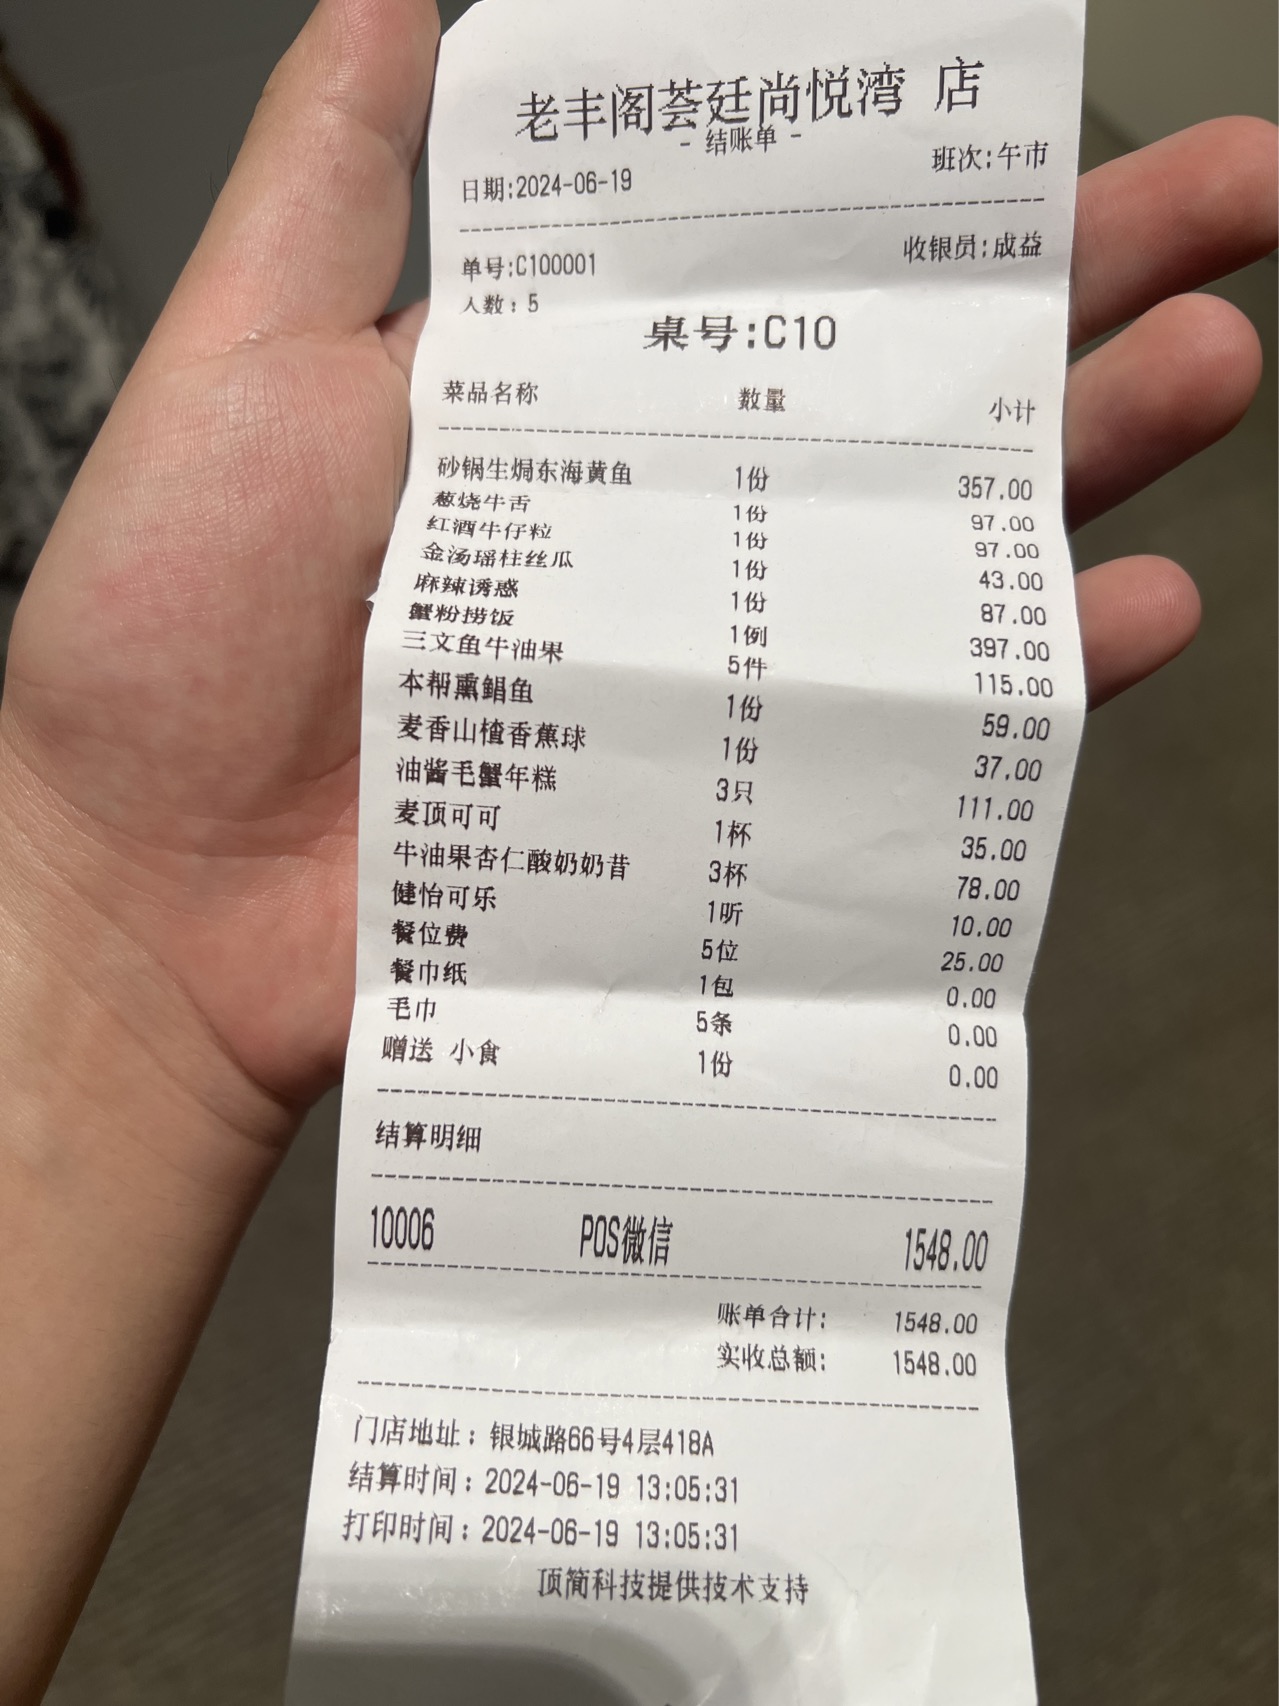 老丰阁荟廷尚悦湾 店
- 结账单 -
日期:2024-06-19 班次:午市
单号:C100001 收银员:成益
人数: 5
桌号:C10
菜品名称 数量 小计
砂锅生焗东海黄鱼 1份 357.00
葱烧牛舌 1份 97.00
红酒牛仔粒 1份 97.00
金汤瑶柱丝瓜 1份 43.00
麻辣诱惑 1份 87.00
蟹粉捞饭 1例 397.00
三文鱼牛油果 5件 115.00
本帮熏鲳鱼 1份 59.00
麦香山楂香蕉球 1份 37.00
油酱毛蟹年糕 3只 111.00
麦顶可可 1杯 35.00
牛油果杏仁酸奶奶昔 3杯 78.00
健怡可乐 1听 10.00
餐位费 5位 25.00
餐巾纸 1包 0.00
毛巾 5条 0.00
赠送 小食 1份 0.00
结算明细
10006 POS微信 1548.00
账单合计: 1548.00
实收总额: 1548.00
门店地址: 银城路66号4层418A
结算时间: 2024-06-19 13:05:31
打印时间: 2024-06-19 13:05:31
顶简科技提供技术支持